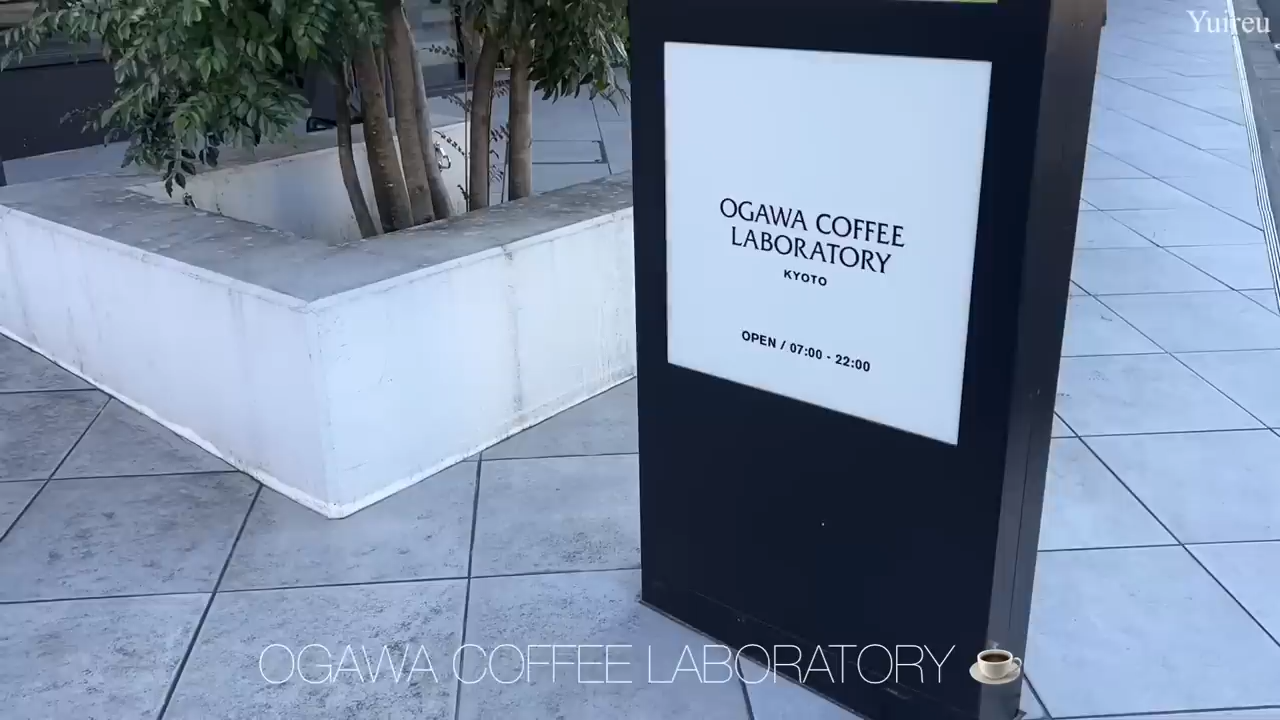 Yuireu
OGAWA COFFEE
LABORATORY
KYOTO
OPEN / 07:00 - 22:00
OGAWA COFFEE LABORATORY ☕